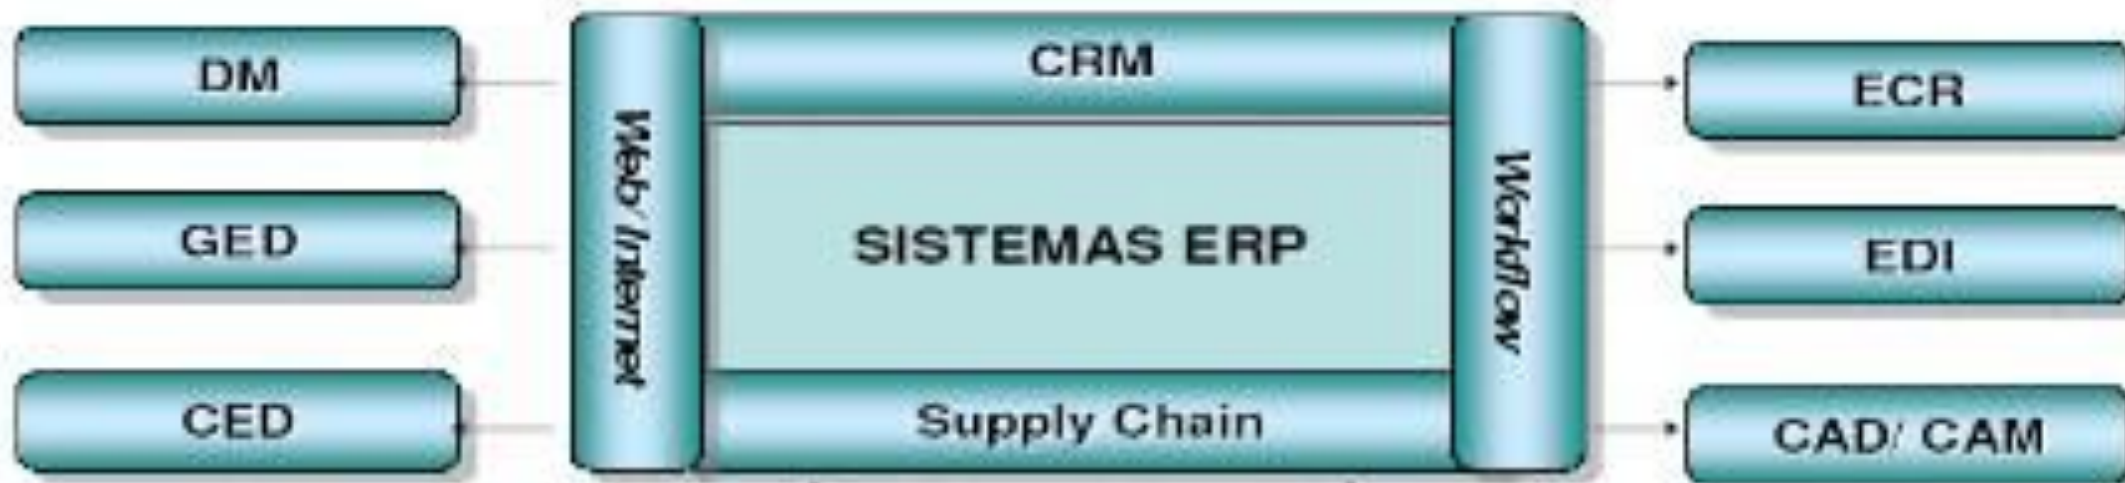 DM
GED
CED
Web/ Internet
CRM
SISTEMAS ERP
Supply Chain
Workflow
ECR
EDI
CAD/ CAM